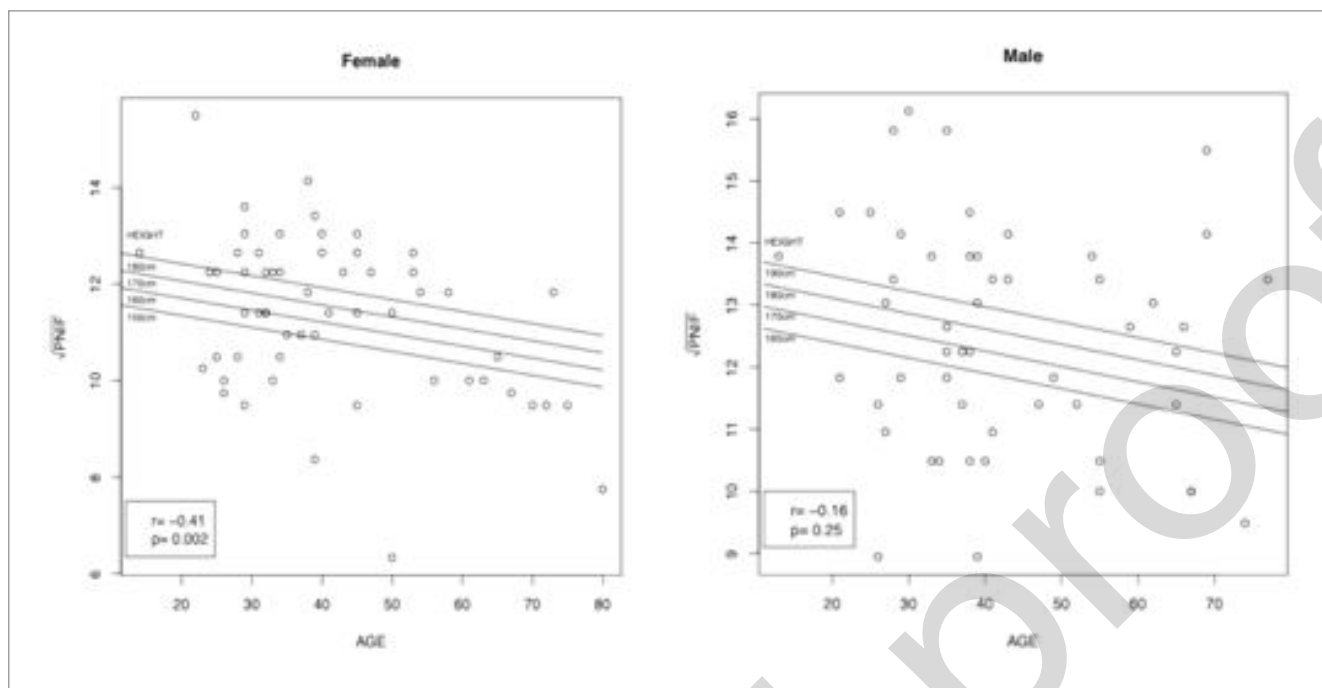 Female
Male
14
12
10
8
6
√PNIF
HEIGHT
180cm
170cm
160cm
150cm
r= −0.41
p= 0.002
20
30
40
50
60
70
80
AGE
16
15
14
13
12
11
10
9
√PNIF
HEIGHT
190cm
180cm
170cm
r= −0.16
p= 0.25
20
30
40
50
60
70
AGE
proof